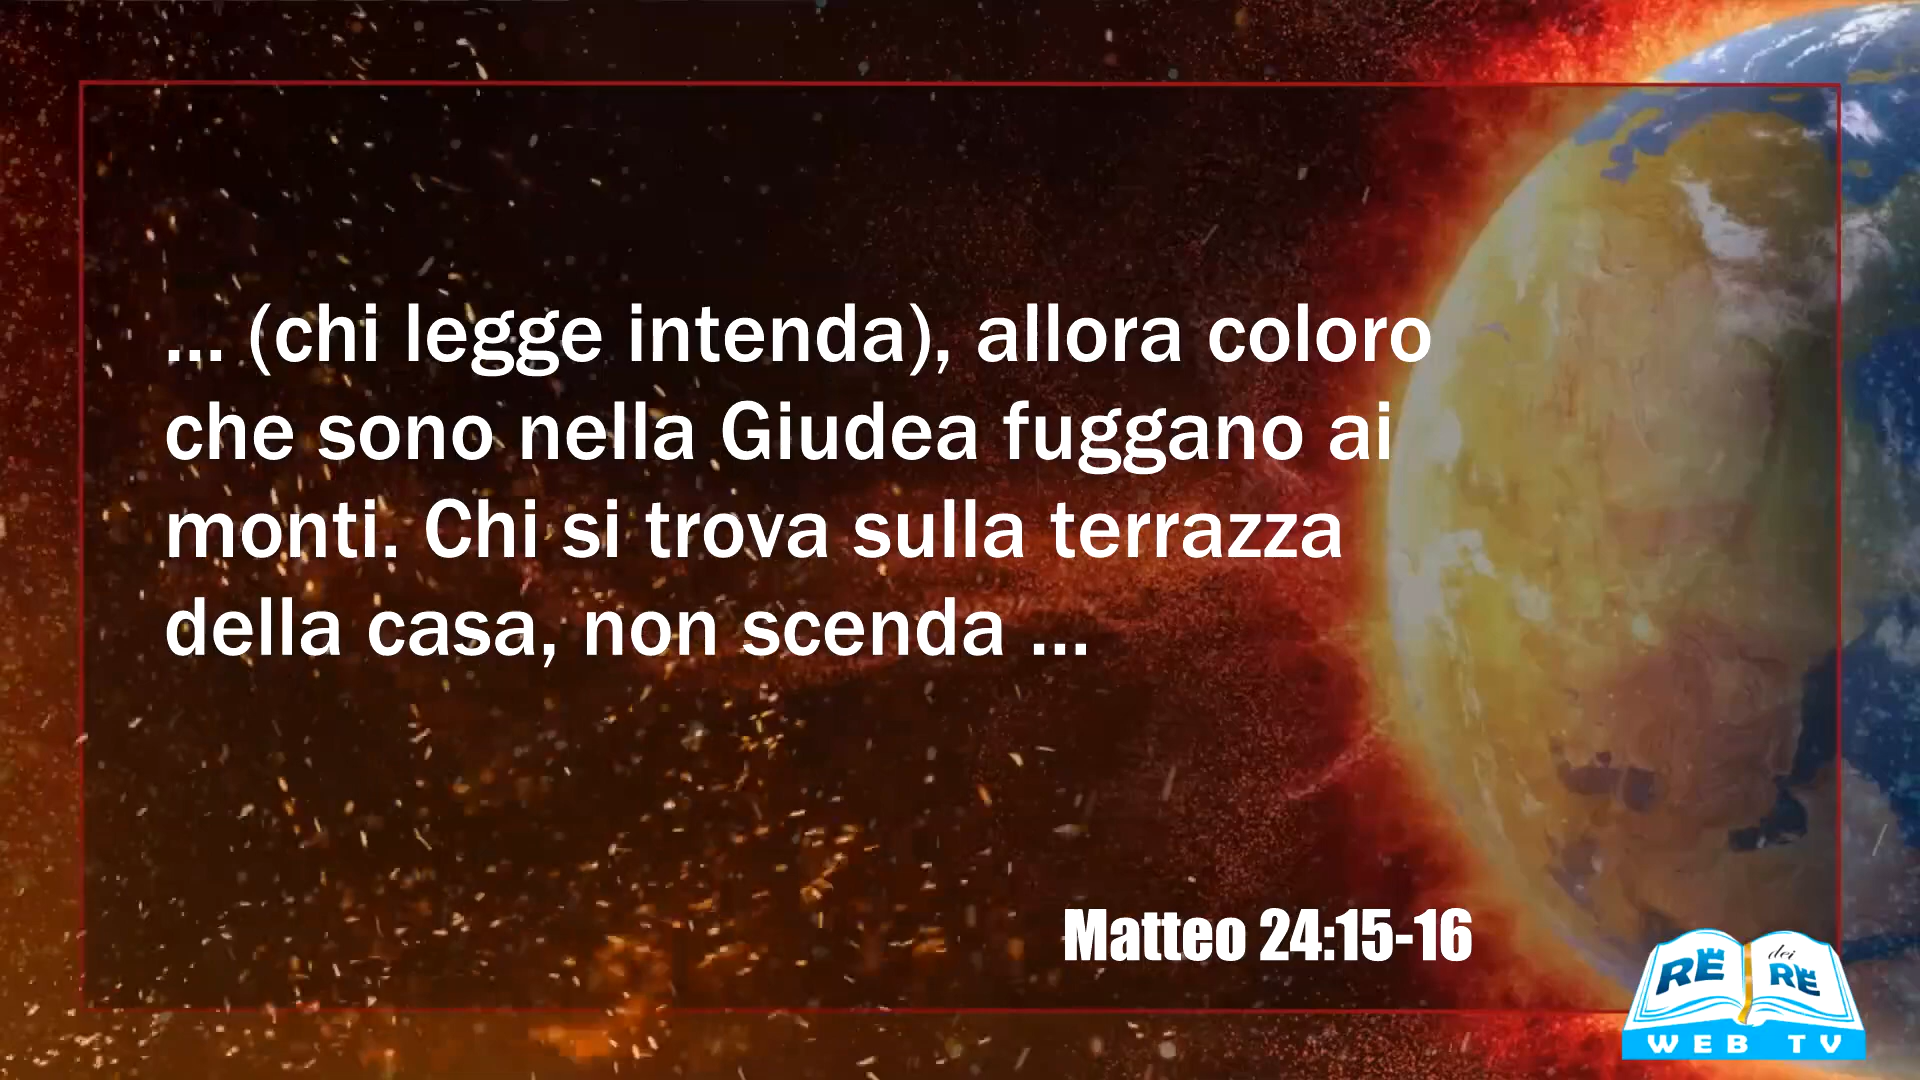 ... (chi legge intenda), allora coloro
che sono nella Giudea fuggano ai
monti. Chi si trova sulla terrazza
della casa, non scenda ...
Matteo 24:15-16
RE dei RE
WEB TV